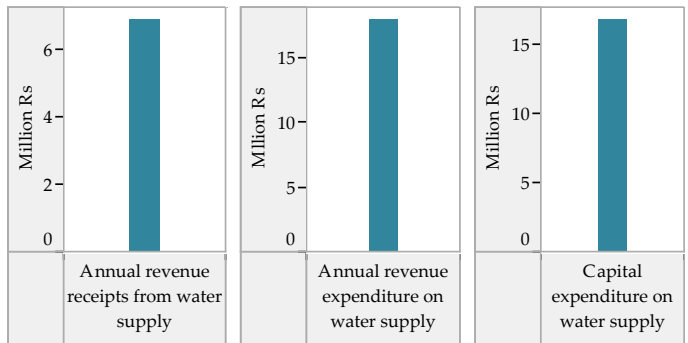 Million Rs
6
4
2
0
Annual revenue
receipts from water
supply
Mllion Rs
15
10
5
0
Annual revenue
expenditure on
water supply
Million Rs
15
10
5
0
Capital
expenditure on
water supply